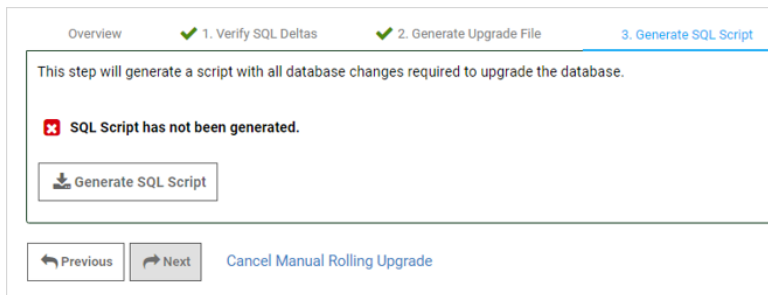 Overview 1. Verify SQL Deltas 2. Generate Upgrade File 3. Generate SQL Script
This step will generate a script with all database changes required to upgrade the database.
SQL Script has not been generated.
Generate SQL Script
Previous Next Cancel Manual Rolling Upgrade